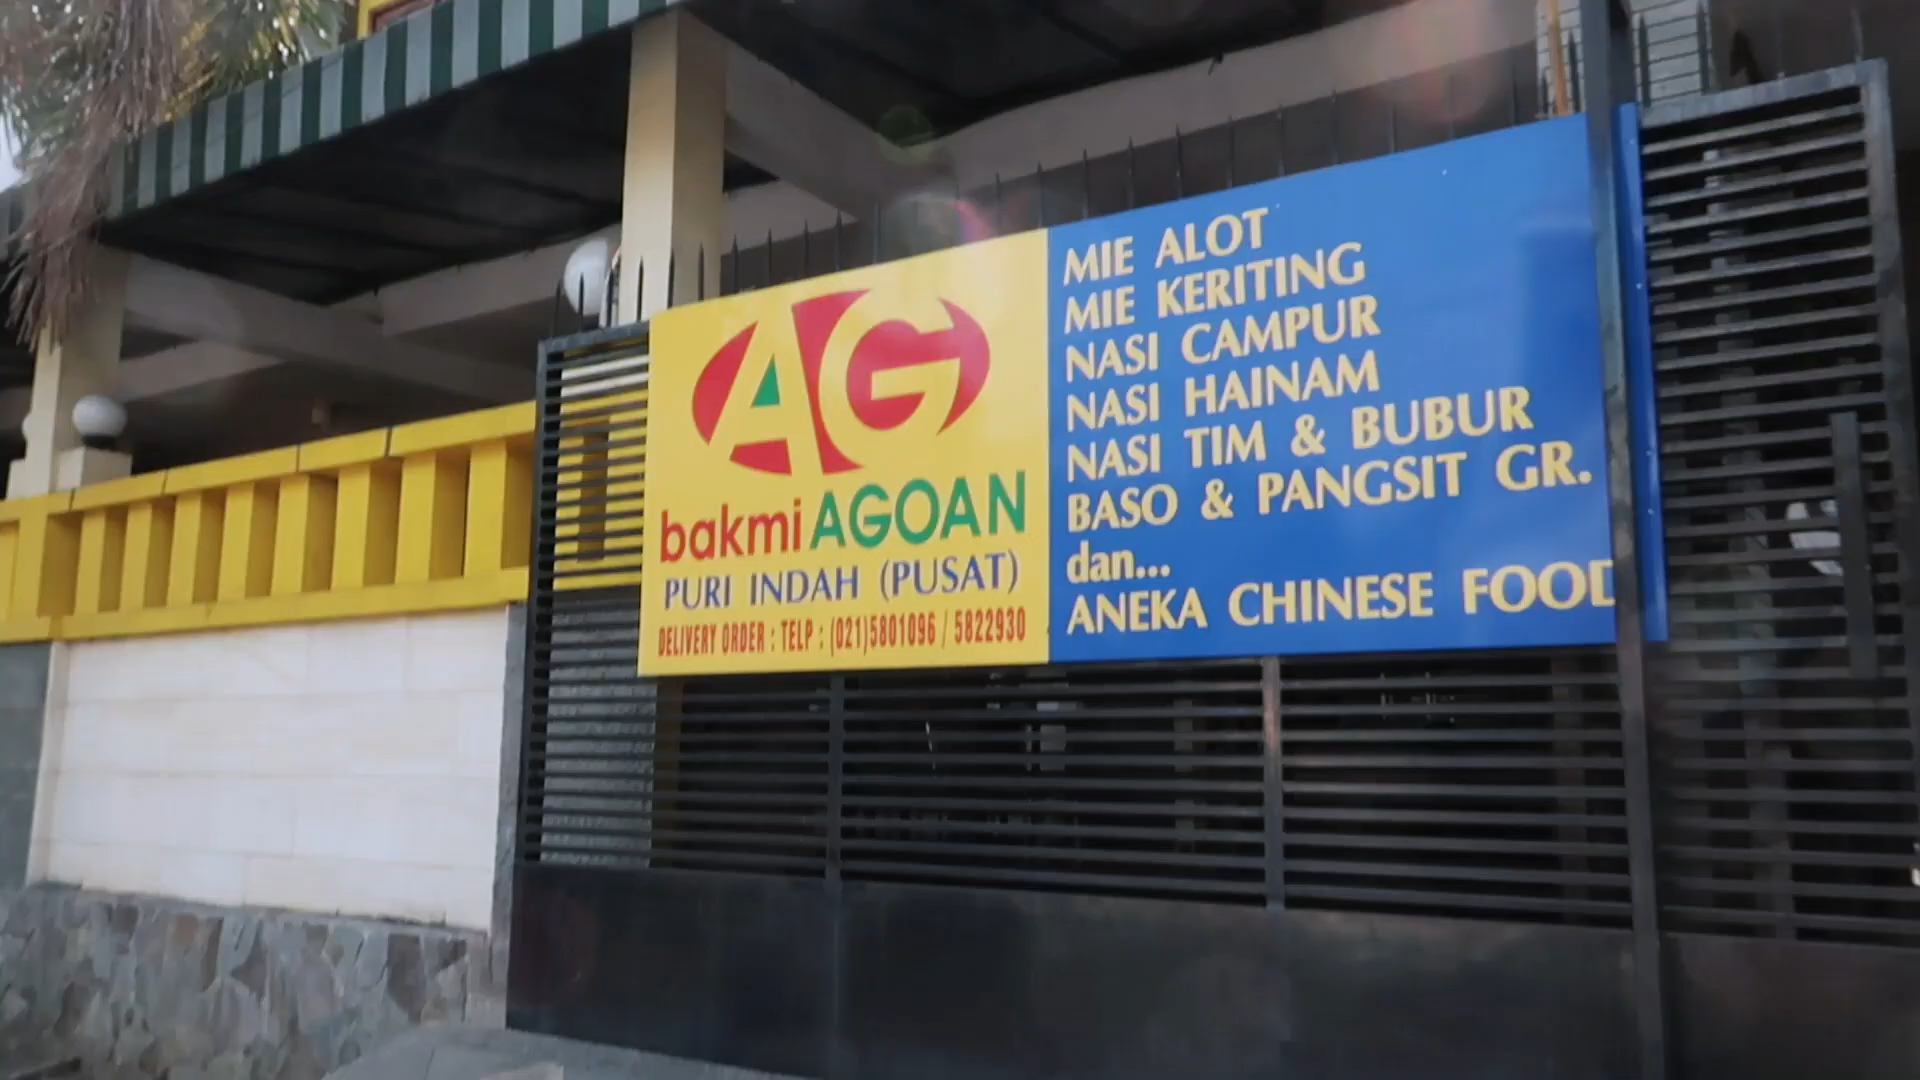 AG
bakmi AGOAN
PURI INDAH (PUSAT)
DELIVERY ORDER : TELP : (021)5801096 / 5822930
MIE ALOT
MIE KERITING
NASI CAMPUR
NASI HAINAM
NASI TIM & BUBUR
BASO & PANGSIT GR.
dan...
ANEKA CHINESE FOOD